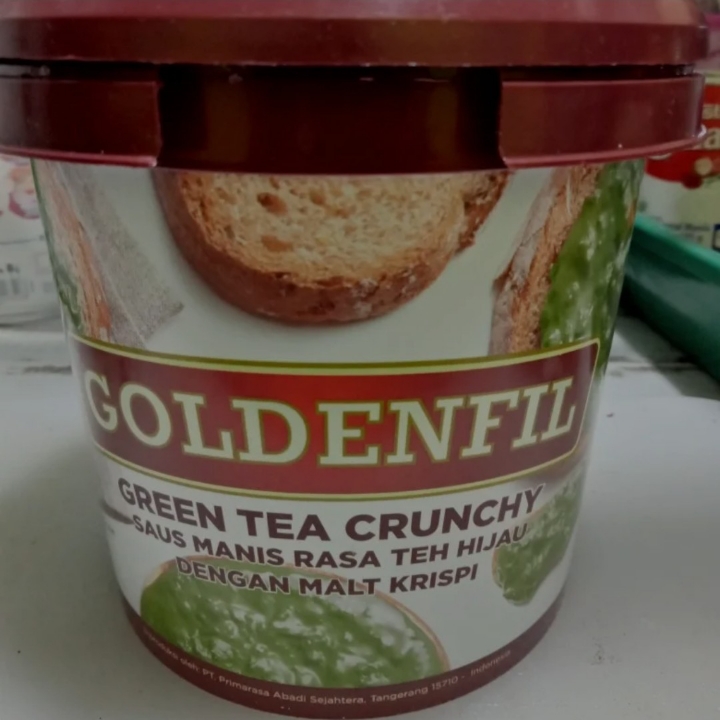 GOLDENFIL
GREEN TEA CRUNCHY
SAUS MANIS RASA TEH HIJAU
DENGAN MALT KRISPI
oleh: PT. Primarasa Abadi Sejahtera, Tangerang 15710 - Indonesia